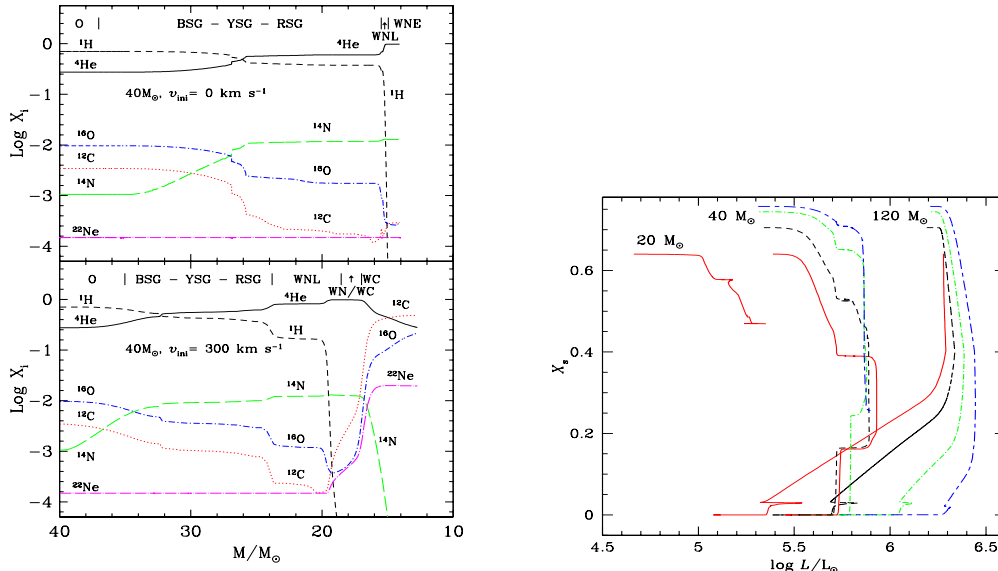 O | BSG – YSG – RSG |↑| WNE
WNL
¹H
⁴He
⁴He
40M☉, υᵢₙᵢ= 0 km s⁻¹
¹H
¹⁶O
¹⁴N
¹²C
¹⁶O
¹⁴N
¹²C
²²Ne
Log Xᵢ
0
−1
−2
−3
−4
O | BSG – YSG – RSG | WNL | ↑ |WC
WN/WC
¹H
⁴He
⁴He
¹²C
¹H
¹⁶O
40M☉, υᵢₙᵢ= 300 km s⁻¹
²²Ne
¹⁶O
¹⁴N
¹²C
¹⁶O
¹⁴N
¹²C
¹⁴N
²²Ne
Log Xᵢ
0
−1
−2
−3
−4
40 30 20 10
M/M☉
40 M☉
120 M☉
20 M☉
Xₛ
0.6
0.4
0.2
0
4.5 5 5.5 6 6.5
log L/L☉